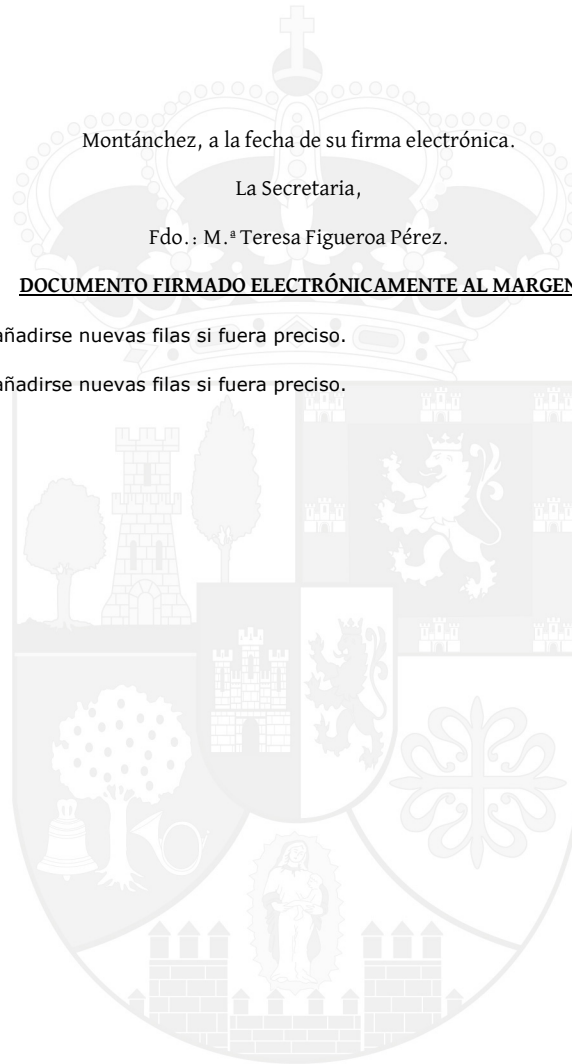 Montánchez, a la fecha de su firma electrónica.
La Secretaria,
Fdo.: M.ª Teresa Figueroa Pérez.
DOCUMENTO FIRMADO ELECTRÓNICAMENTE AL MARGEN
añadirse nuevas filas si fuera preciso.
añadirse nuevas filas si fuera preciso.